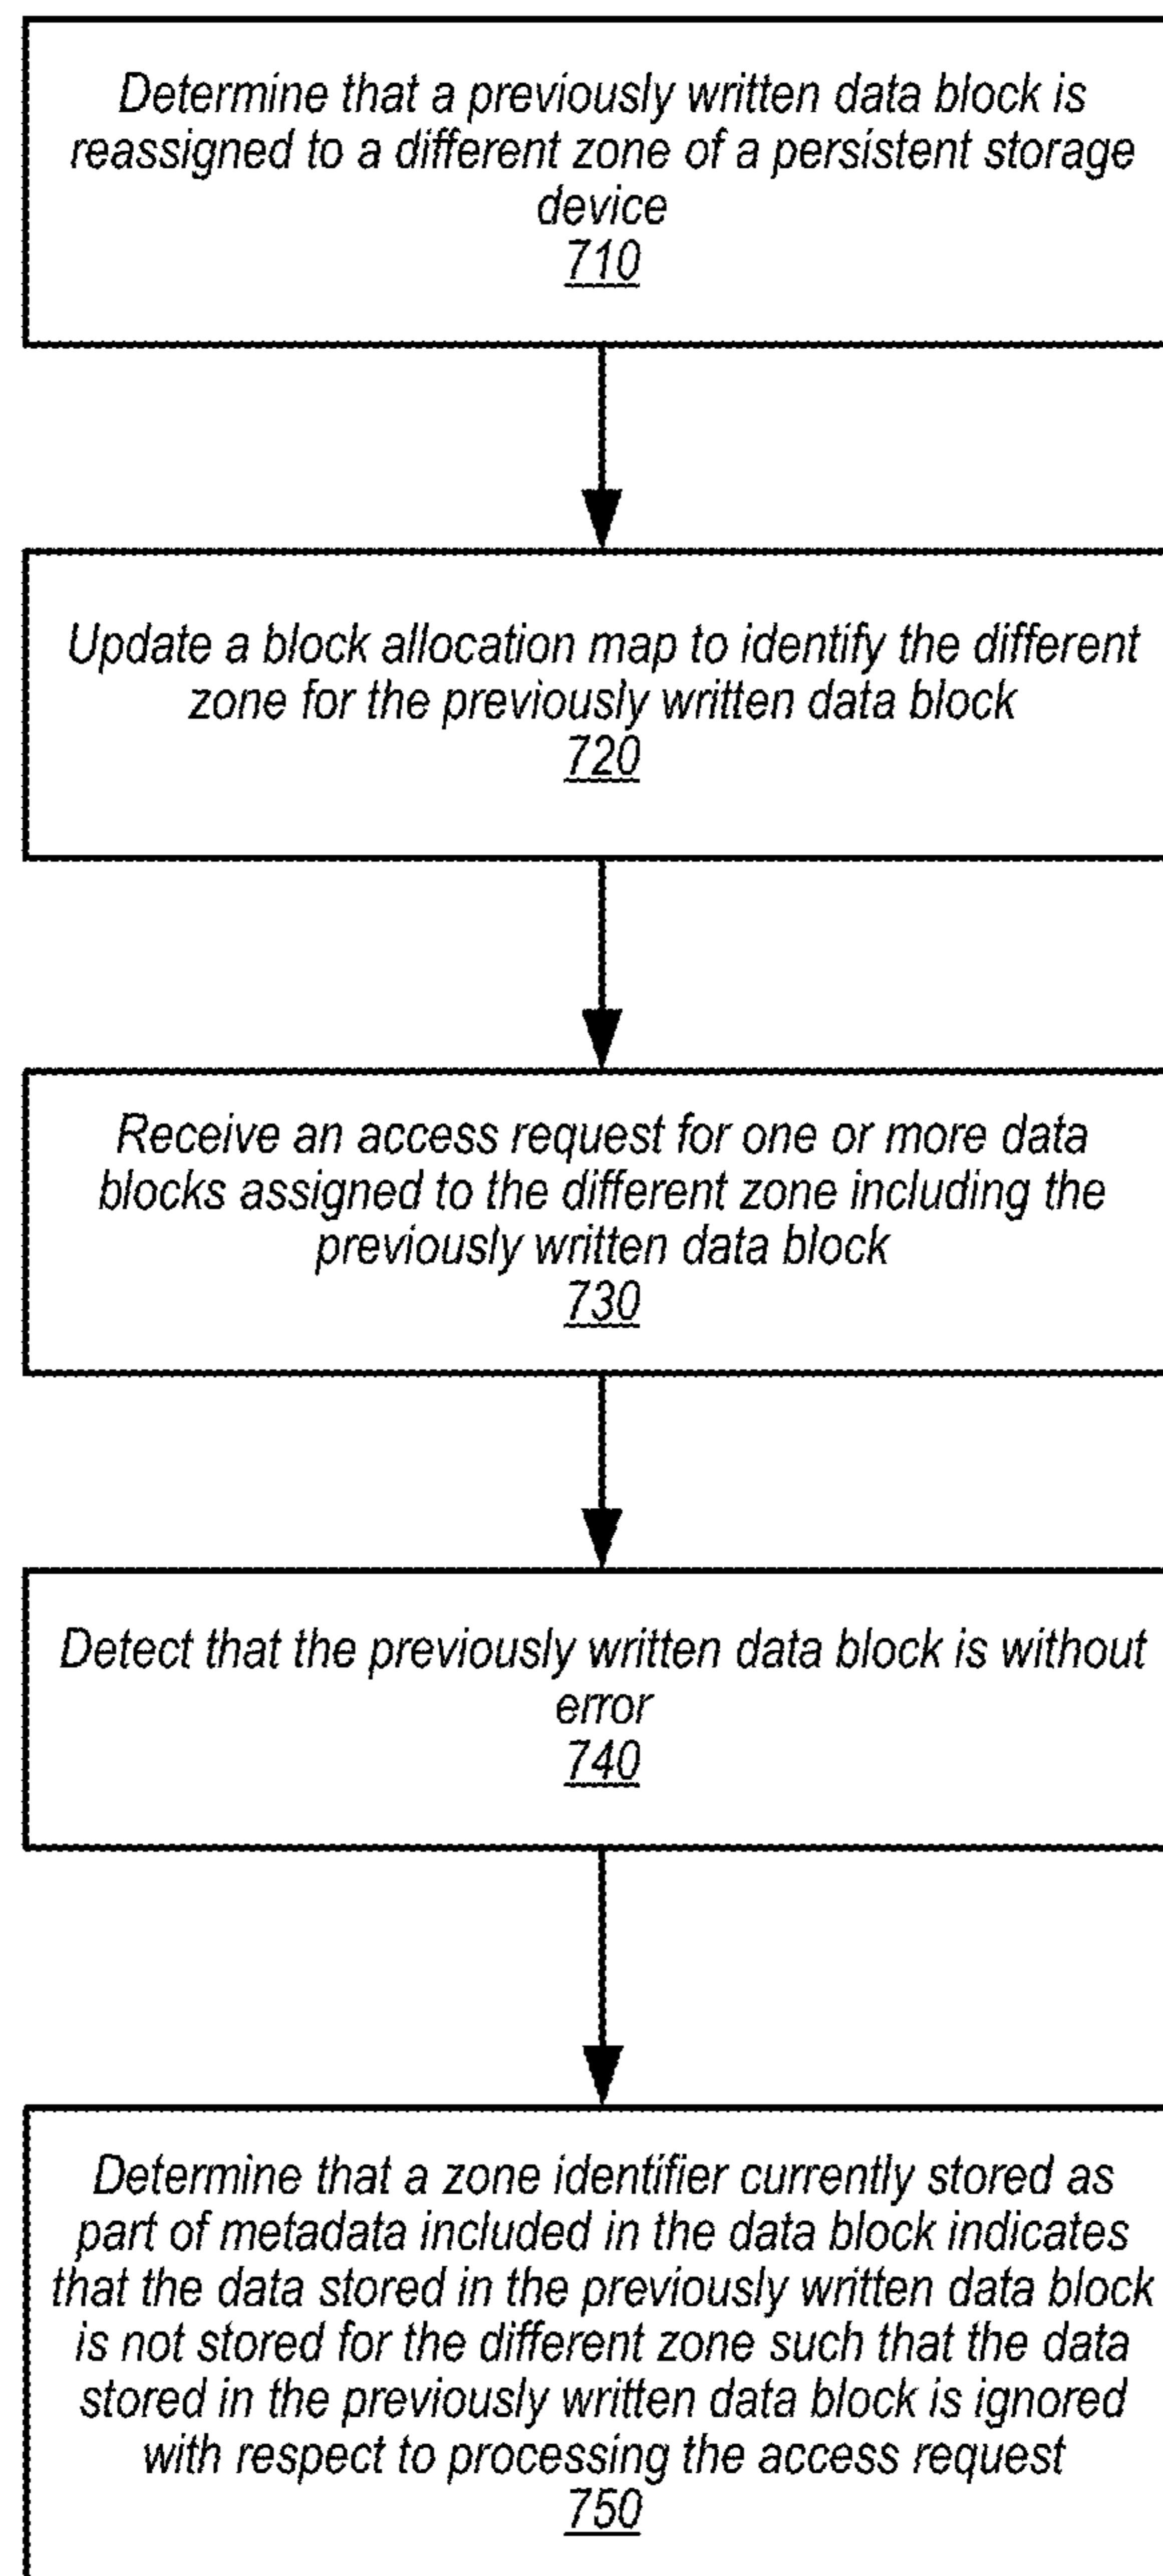 Determine that a previously written data block is
reassigned to a different zone of a persistent storage
device
710
Update a block allocation map to identify the different
zone for the previously written data block
720
Receive an access request for one or more data
blocks assigned to the different zone including the
previously written data block
730
Detect that the previously written data block is without
error
740
Determine that a zone identifier currently stored as
part of metadata included in the data block indicates
that the data stored in the previously written data block
is not stored for the different zone such that the data
stored in the previously written data block is ignored
with respect to processing the access request
750